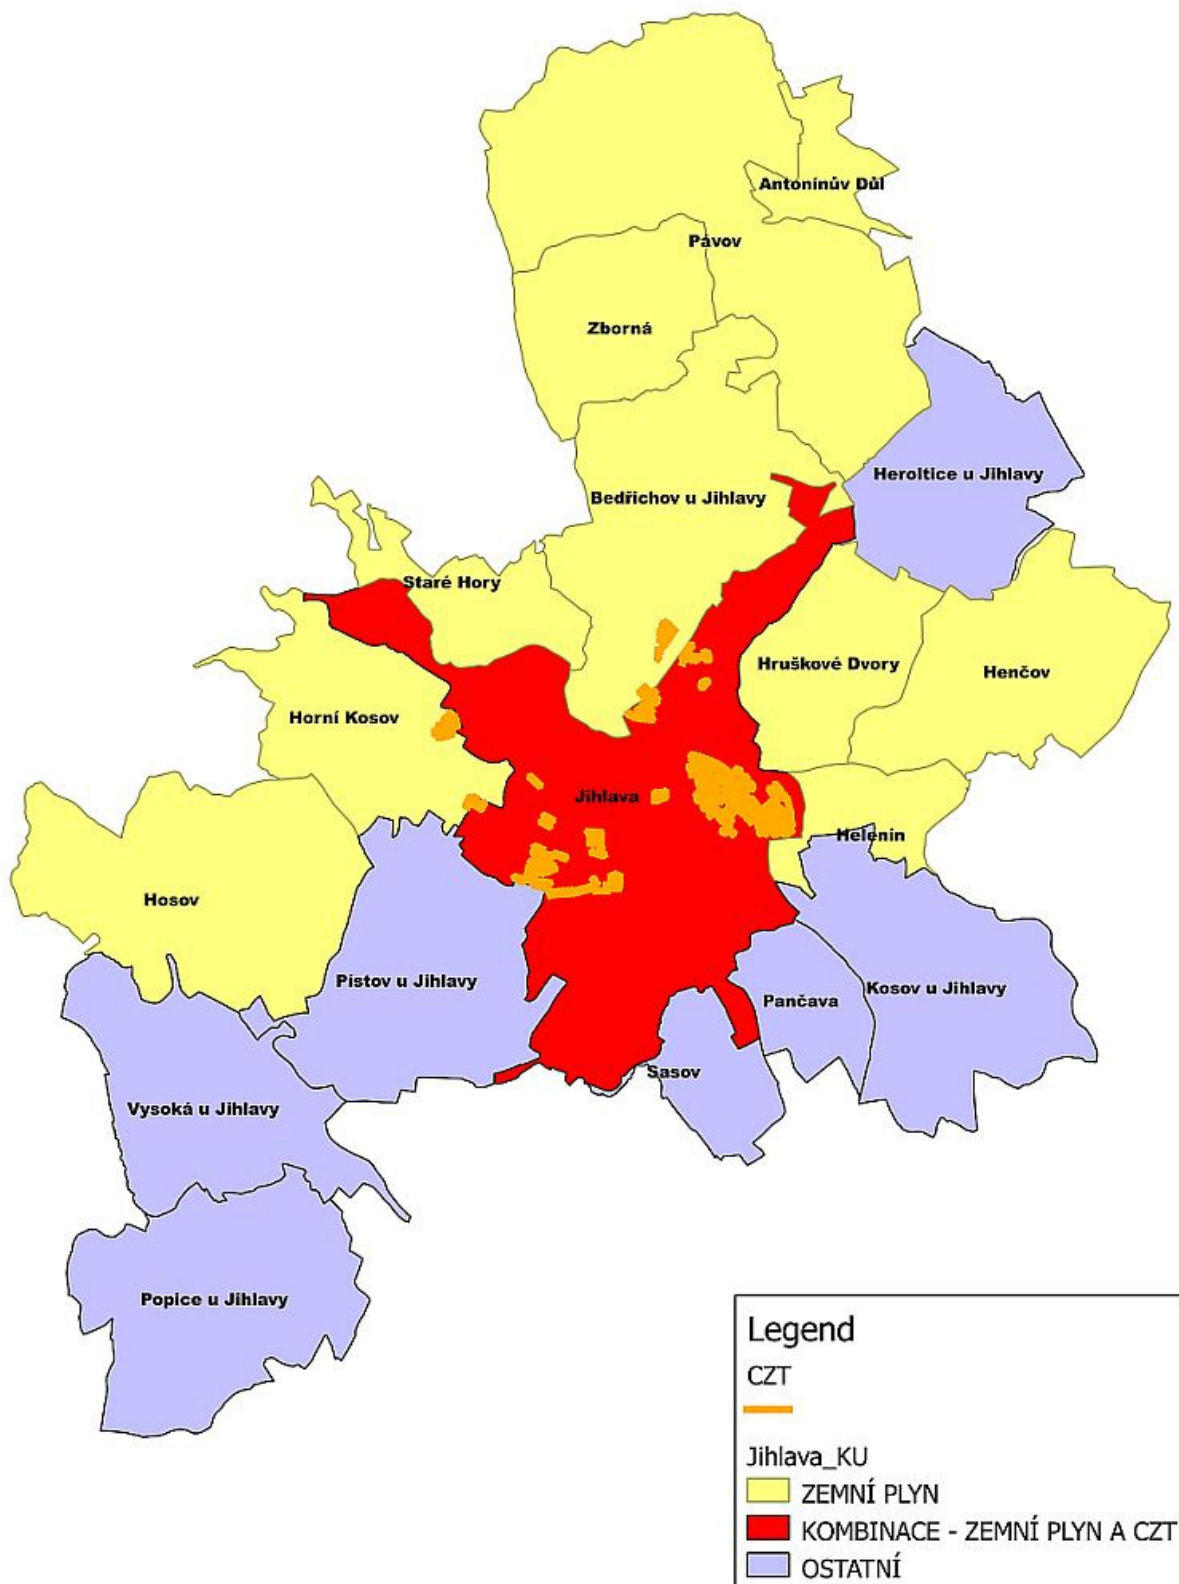 Antonínův Důl
Pávov
Zborná
Heroltice u Jihlavy
Bedřichov u Jihlavy
Staré Hory
Hruškové Dvory
Henčov
Horní Kosov
Jihlava
Helenín
Hosov
Pístov u Jihlavy
Kosov u Jihlavy
Pančava
Sasov
Vysoká u Jihlavy
Popice u Jihlavy
Legend
CZT
Jihlava_KU
ZEMNÍ PLYN
KOMBINACE - ZEMNÍ PLYN A CZT
OSTATNÍ